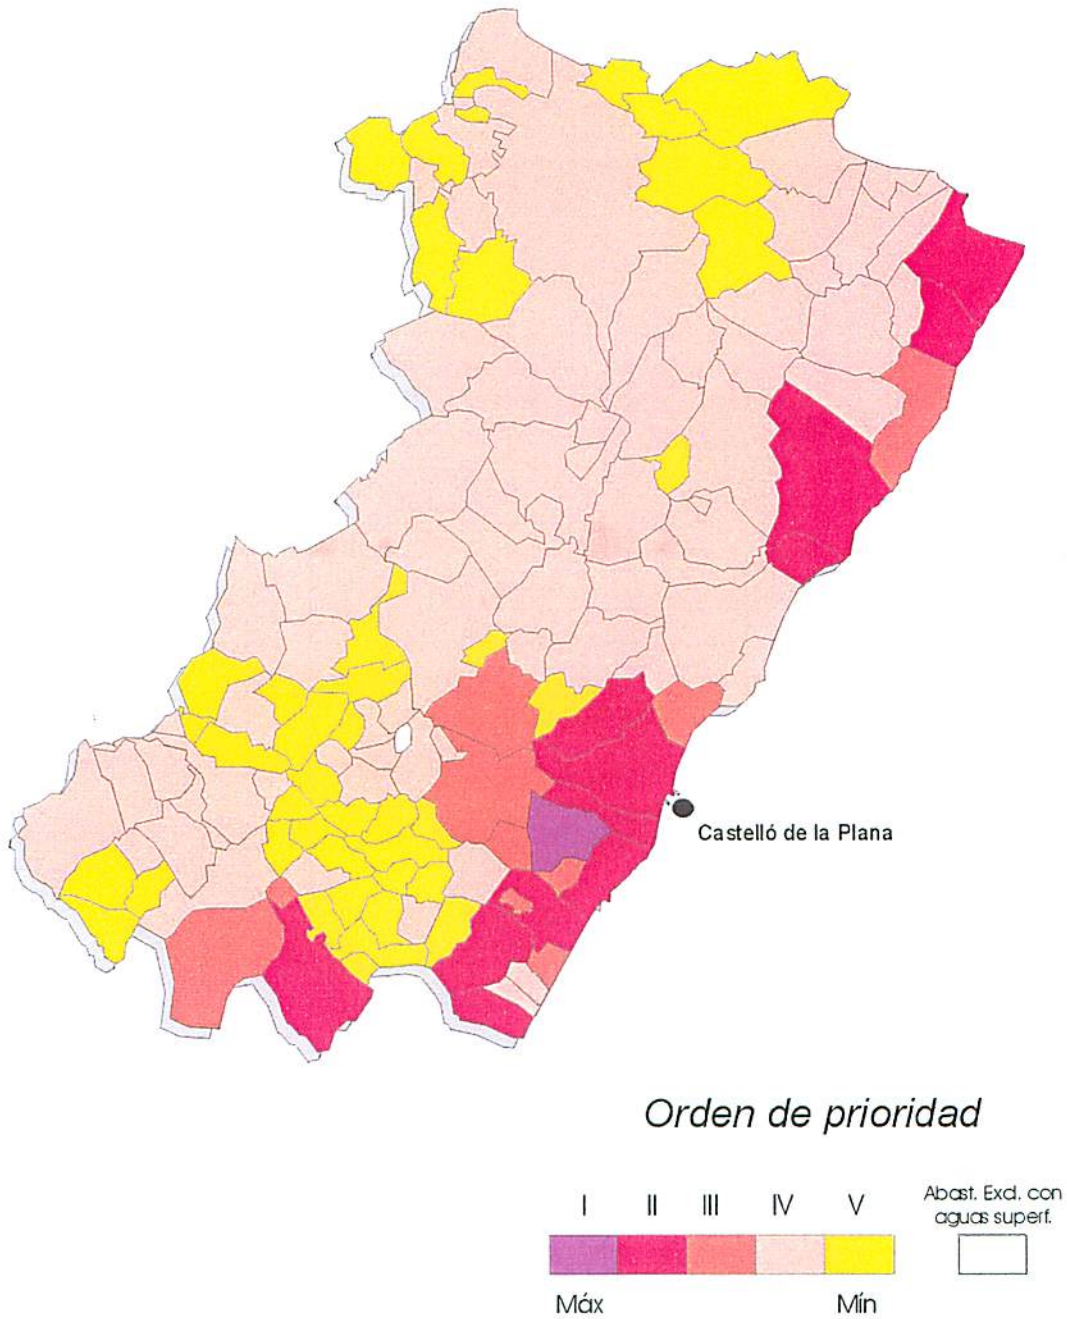 Castelló de la Plana
Orden de prioridad
I II III IV V
Abast. Excl. con
aguas superf.
Máx Mín